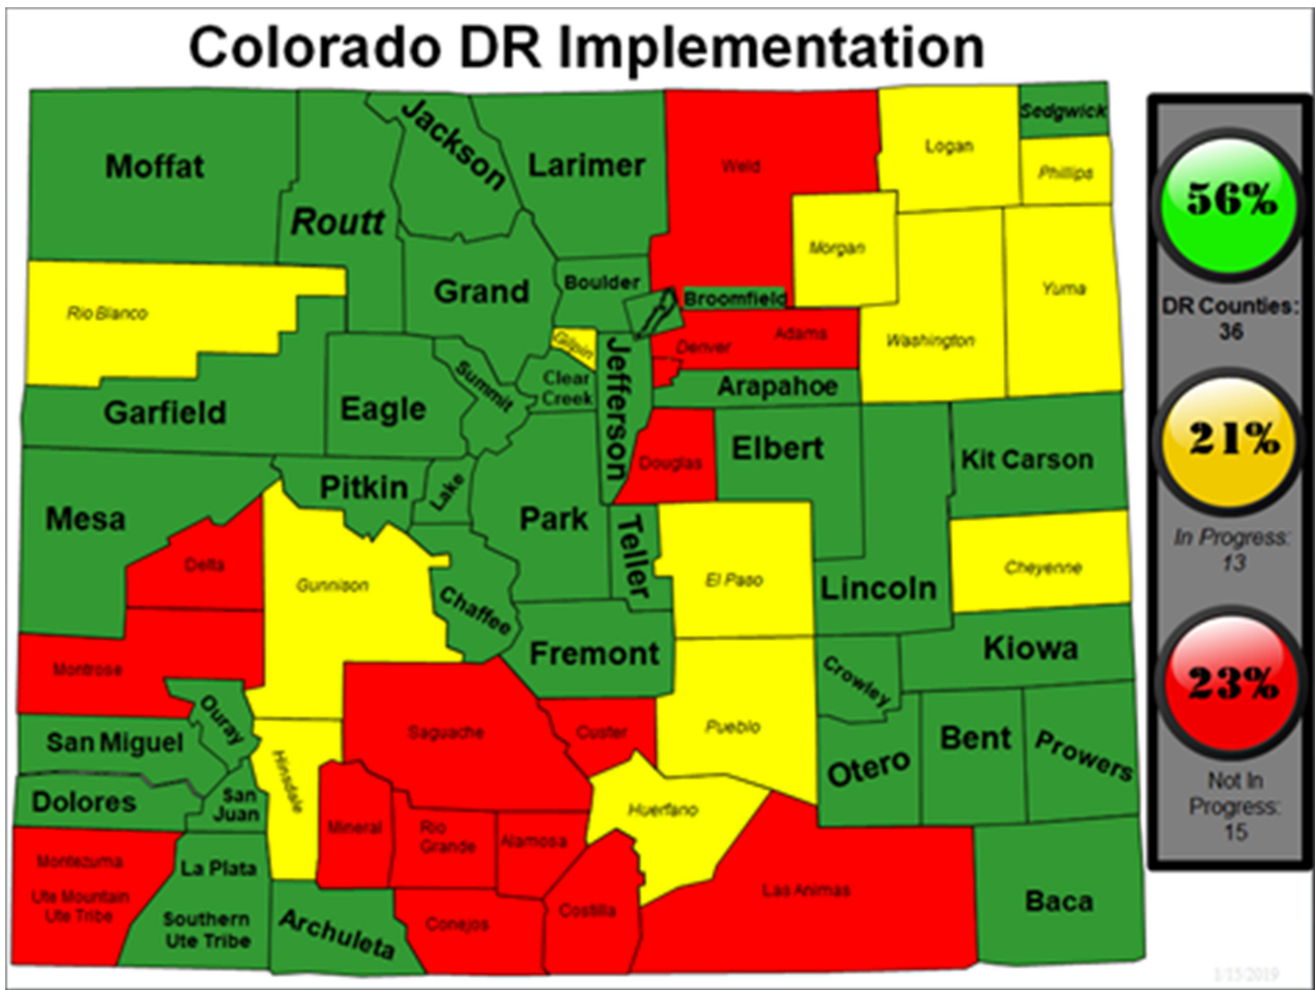 Colorado DR Implementation
Moffat
Routt
Jackson
Larimer
Weld
Logan
Sedgwick
Phillips
Morgan
Rio Blanco
Grand
Boulder
Broomfield
Washington
Yuma
Gilpin
Adams
Denver
Garfield
Eagle
Summit
Clear
Creek
Jefferson
Arapahoe
Mesa
Pitkin
Lake
Park
Douglas
Elbert
Kit Carson
Delta
Gunnison
Chaffee
Teller
El Paso
Lincoln
Cheyenne
Montrose
Fremont
Kiowa
Crowley
San Miguel
Ouray
Saguache
Custer
Pueblo
Otero
Bent
Prowers
Dolores
San
Juan
Hinsdale
Mineral
Rio
Grande
Alamosa
Huerfano
Montezuma
Ute Mountain
Ute Tribe
La Plata
Southern
Ute Tribe
Archuleta
Conejos
Costilla
Las Animas
Baca
56%
DR Counties:
36
21%
In Progress:
13
23%
Not In
Progress:
15
1/15/2019